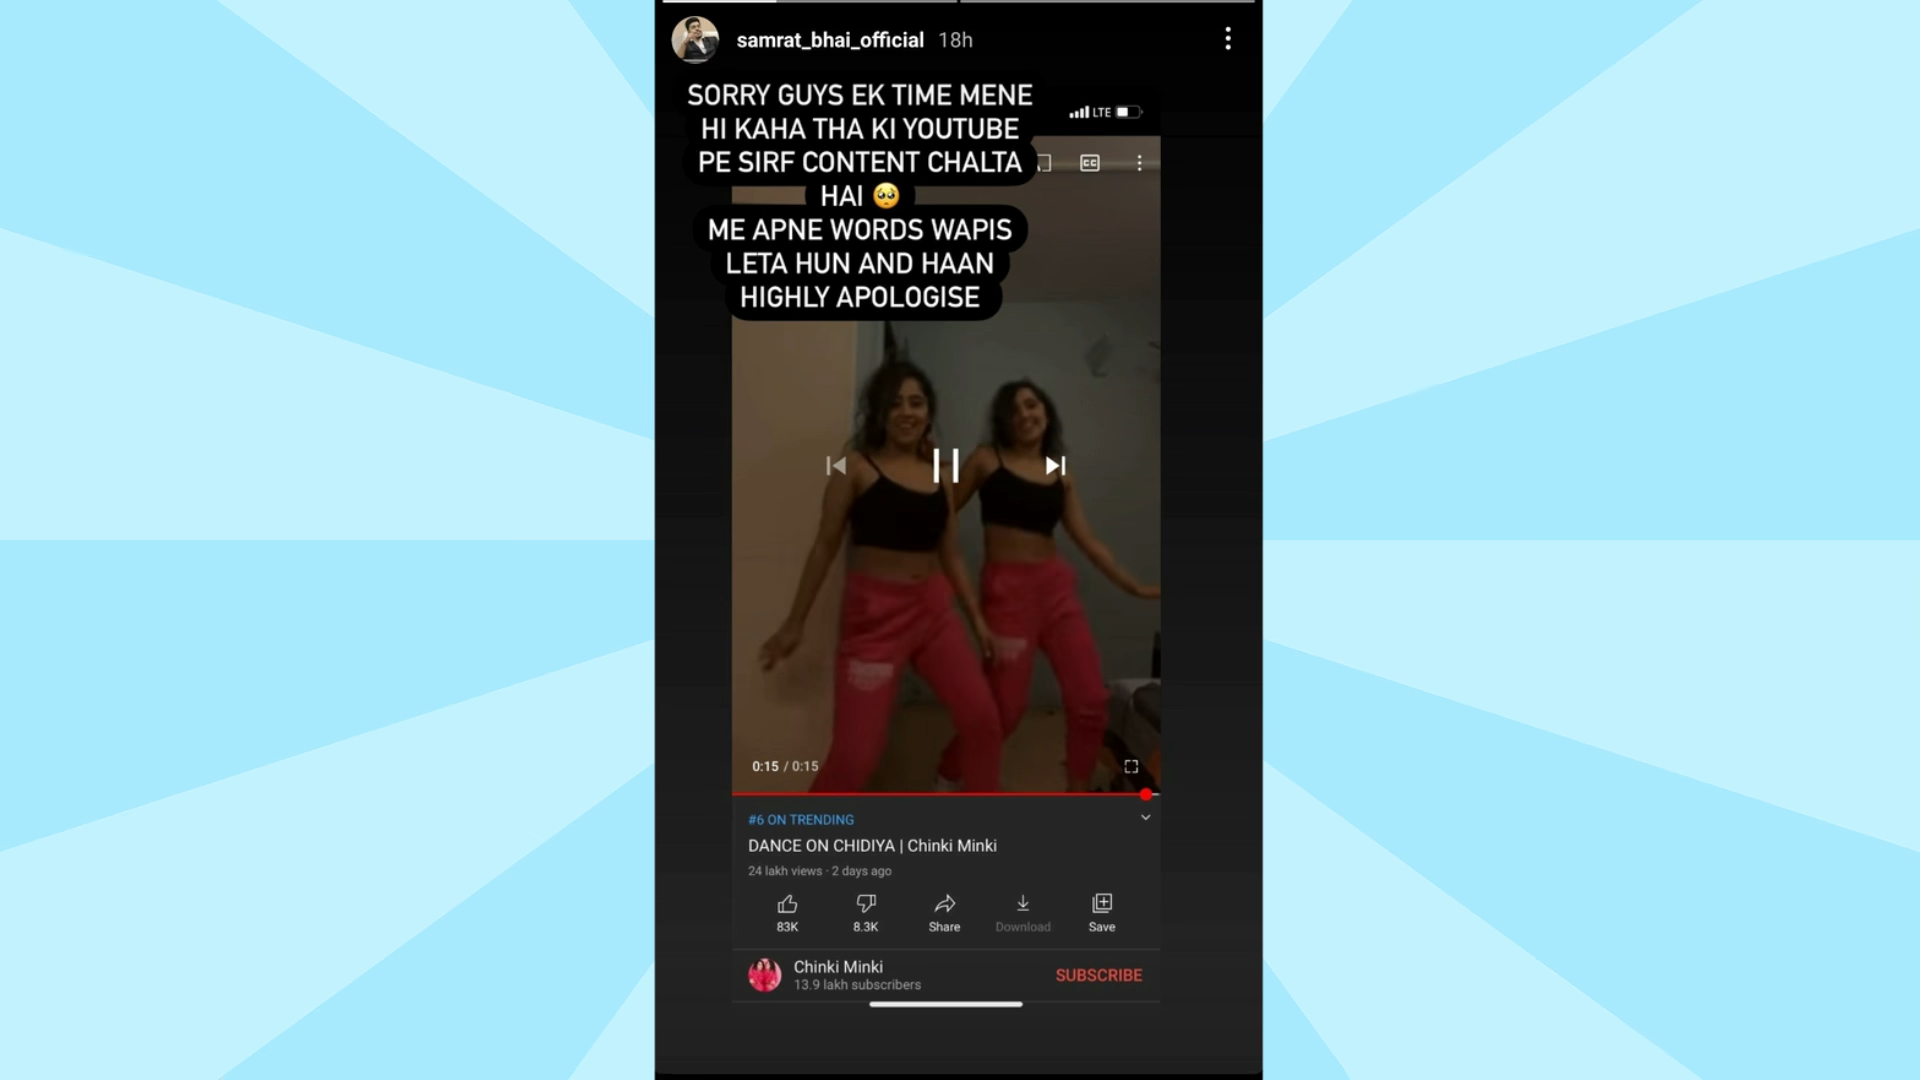 samrat_bhai_official 18h
SORRY GUYS EK TIME MENE
HI KAHA THA KI YOUTUBE
PE SIRF CONTENT CHALTA
HAI 🥺
ME APNE WORDS WAPIS
LETA HUN AND HAAN
HIGHLY APOLOGISE
LTE
CC
0:15 / 0:15
#6 ON TRENDING
DANCE ON CHIDIYA | Chinki Minki
24 lakh views · 2 days ago
83K 8.3K Share Download Save
Chinki Minki
13.9 lakh subscribers
SUBSCRIBE